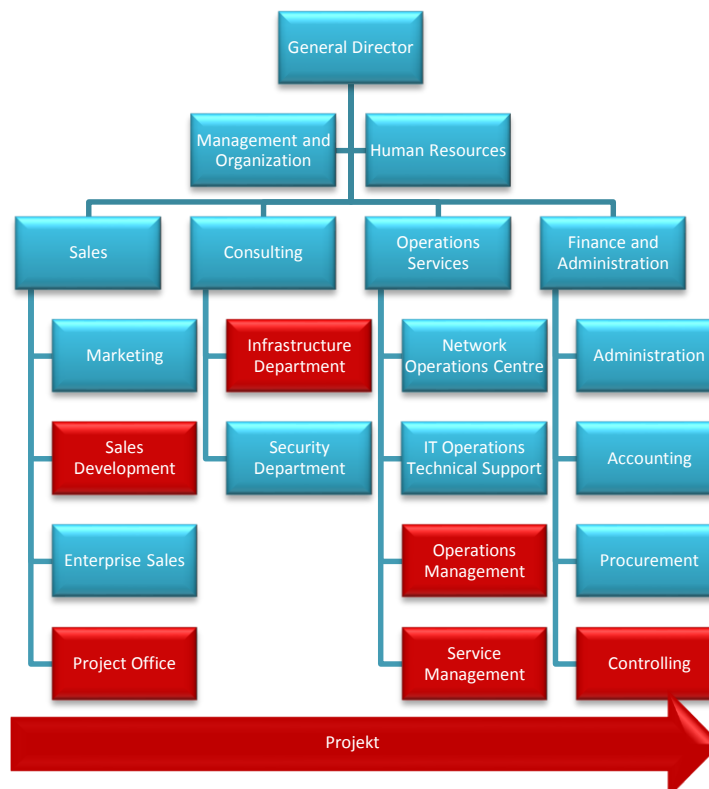 General Director
Management and
Organization
Human Resources
Sales
Consulting
Operations
Services
Finance and
Administration
Marketing
Infrastructure
Department
Network
Operations Centre
Administration
Sales
Development
Security
Department
IT Operations
Technical Support
Accounting
Enterprise Sales
Operations
Management
Procurement
Project Office
Service
Management
Controlling
Projekt